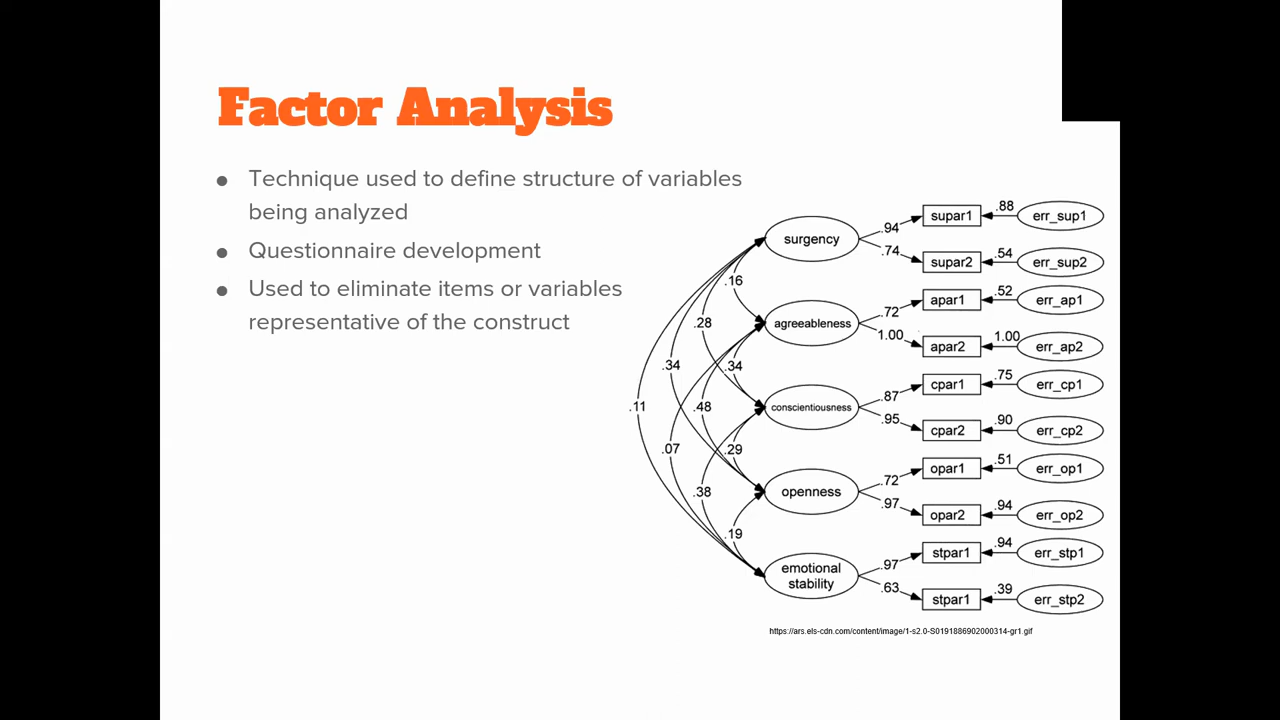 Factor Analysis
● Technique used to define structure of variables
being analyzed
● Questionnaire development
● Used to eliminate items or variables
representative of the construct
surgency
.94
supar1
.88
err_sup1
.74
supar2
.54
err_sup2
.16
agreeableness
.72
apar1
.52
err_ap1
1.00
apar2
1.00
err_ap2
.28
.34
.34
conscientiousness
.87
cpar1
.75
err_cp1
.95
cpar2
.90
err_cp2
.11
.48
.07
.29
openness
.72
opar1
.51
err_op1
.97
opar2
.94
err_op2
.38
.19
emotional
stability
.97
stpar1
.94
err_stp1
.63
stpar1
.39
err_stp2
https://ars.els-cdn.com/content/image/1-s2.0-S0191886902000314-gr1.gif